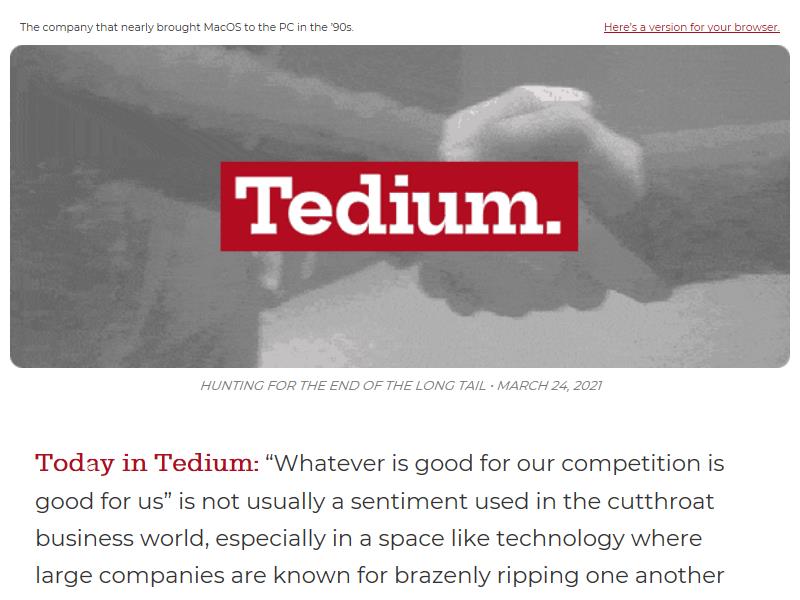 The company that nearly brought MacOS to the PC in the ’90s.
Here’s a version for your browser.
Tedium.
HUNTING FOR THE END OF THE LONG TAIL • MARCH 24, 2021
Today in Tedium: “Whatever is good for our competition is
good for us” is not usually a sentiment used in the cutthroat
business world, especially in a space like technology where
large companies are known for brazenly ripping one another